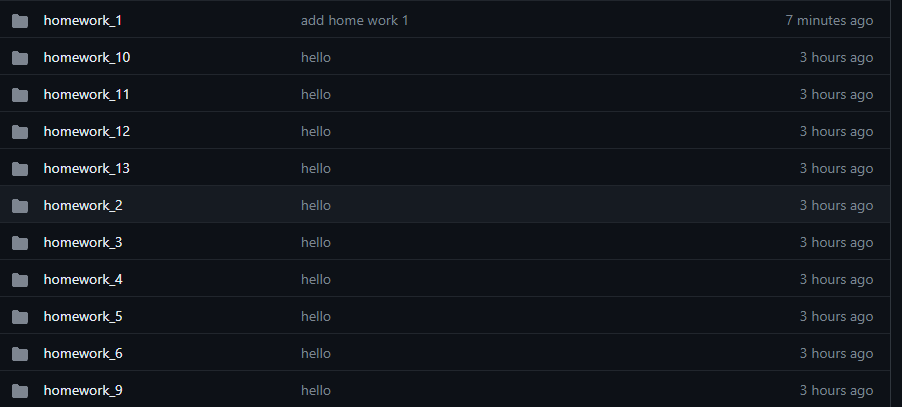 homework_1 add home work 1 7 minutes ago
homework_10 hello 3 hours ago
homework_11 hello 3 hours ago
homework_12 hello 3 hours ago
homework_13 hello 3 hours ago
homework_2 hello 3 hours ago
homework_3 hello 3 hours ago
homework_4 hello 3 hours ago
homework_5 hello 3 hours ago
homework_6 hello 3 hours ago
homework_9 hello 3 hours ago